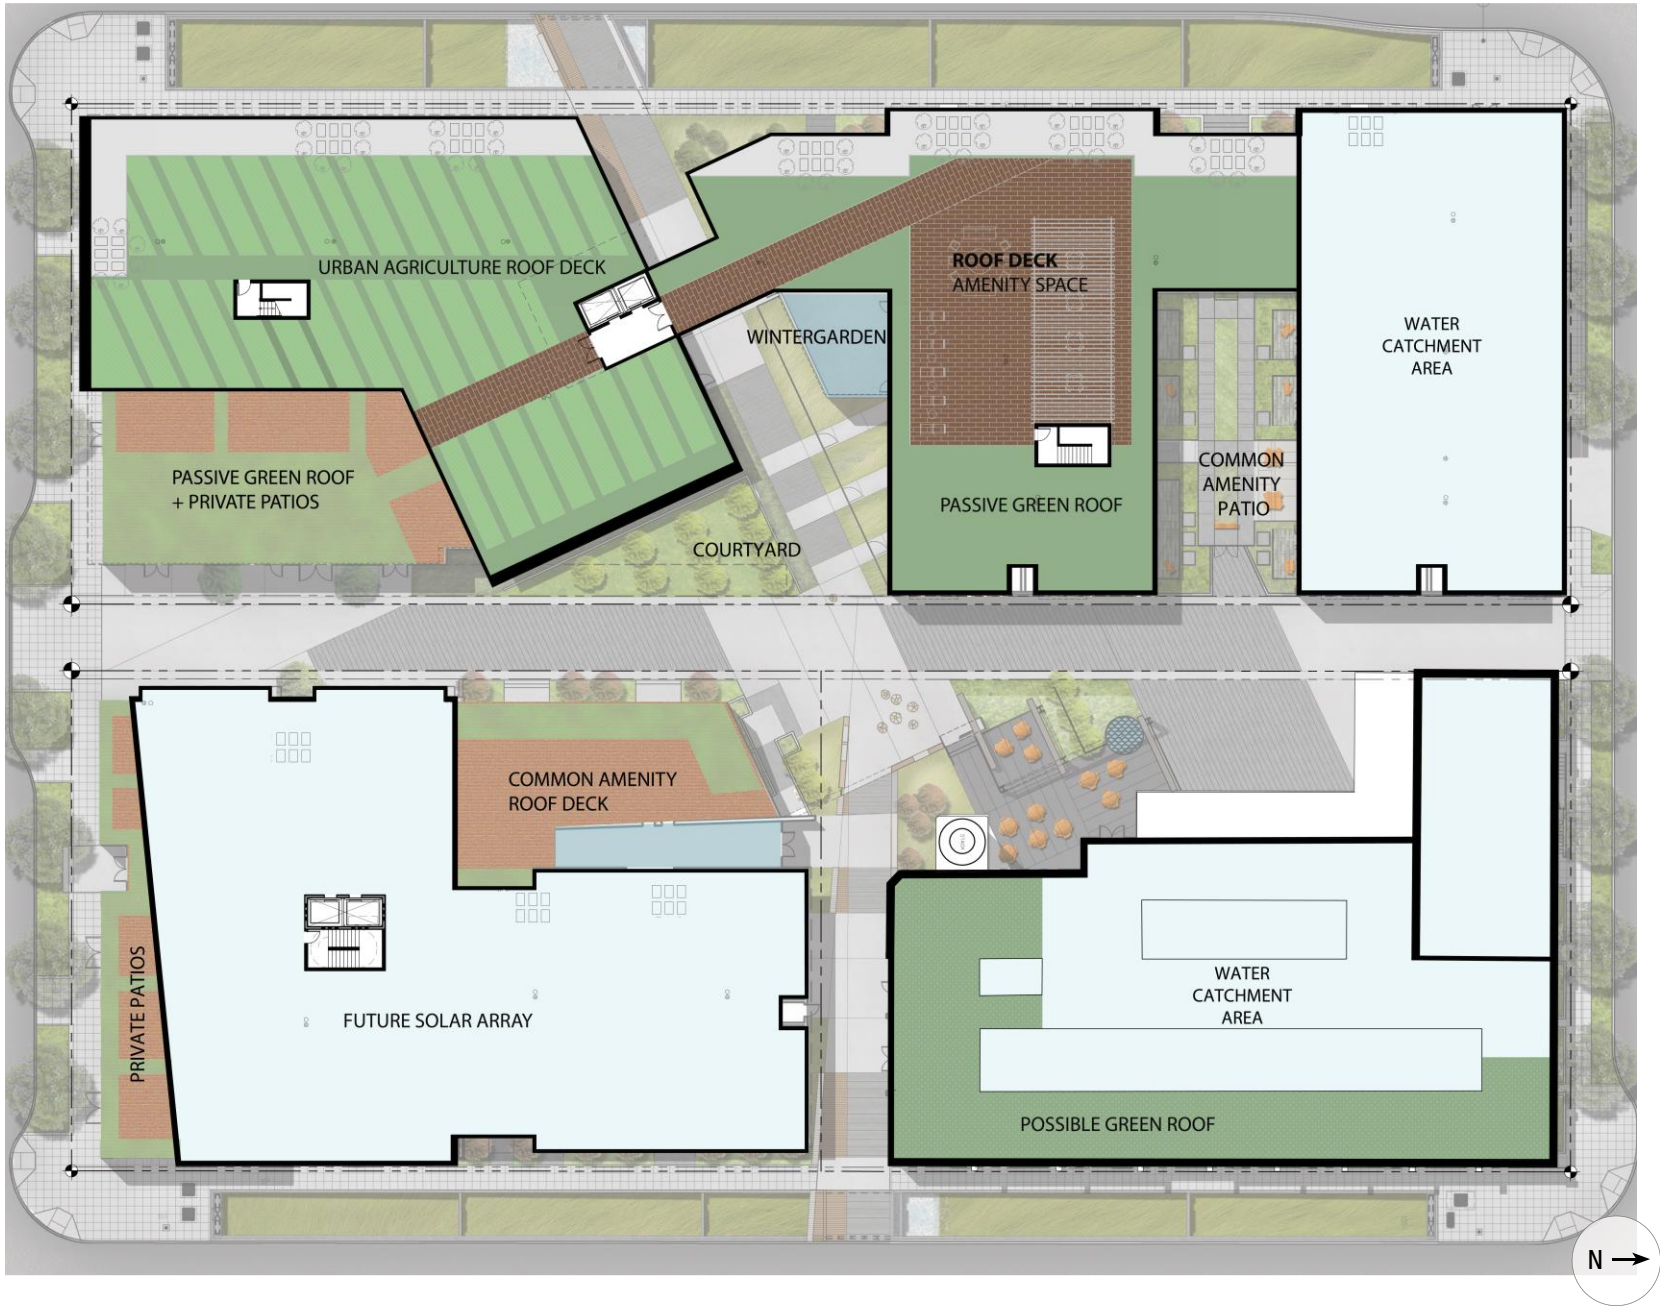 URBAN AGRICULTURE ROOF DECK
ROOF DECK
AMENITY SPACE
WINTERGARDEN
WATER
CATCHMENT
AREA
PASSIVE GREEN ROOF
+ PRIVATE PATIOS
PASSIVE GREEN ROOF
COMMON
AMENITY
PATIO
COURTYARD
COMMON AMENITY
ROOF DECK
PRIVATE PATIOS
FUTURE SOLAR ARRAY
WATER
CATCHMENT
AREA
POSSIBLE GREEN ROOF
N